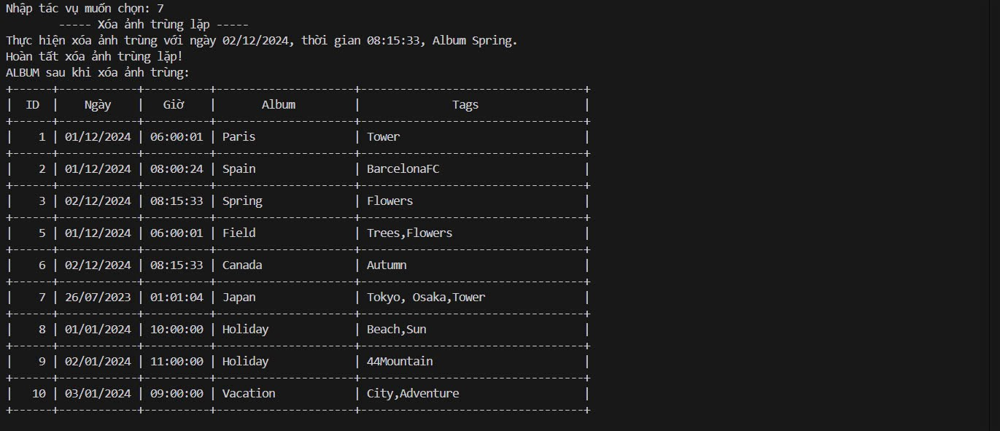 Nhập tác vụ muốn chọn: 7
----- Xóa ảnh trùng lặp -----
Thực hiện xóa ảnh trùng với ngày 02/12/2024, thời gian 08:15:33, Album Spring.
Hoàn tất xóa ảnh trùng lặp!
ALBUM sau khi xóa ảnh trùng:
+------+------------+----------+---------------------+----------------------------------+
| ID | Ngày | Giờ | Album | Tags |
+------+------------+----------+---------------------+----------------------------------+
| 1 | 01/12/2024 | 06:00:01 | Paris | Tower |
+------+------------+----------+---------------------+----------------------------------+
| 2 | 01/12/2024 | 08:00:24 | Spain | BarcelonaFC |
+------+------------+----------+---------------------+----------------------------------+
| 3 | 02/12/2024 | 08:15:33 | Spring | Flowers |
+------+------------+----------+---------------------+----------------------------------+
| 5 | 01/12/2024 | 06:00:01 | Field | Trees,Flowers |
+------+------------+----------+---------------------+----------------------------------+
| 6 | 02/12/2024 | 08:15:33 | Canada | Autumn |
+------+------------+----------+---------------------+----------------------------------+
| 7 | 26/07/2023 | 01:01:04 | Japan | Tokyo, Osaka,Tower |
+------+------------+----------+---------------------+----------------------------------+
| 8 | 01/01/2024 | 10:00:00 | Holiday | Beach,Sun |
+------+------------+----------+---------------------+----------------------------------+
| 9 | 02/01/2024 | 11:00:00 | Holiday | 44Mountain |
+------+------------+----------+---------------------+----------------------------------+
| 10 | 03/01/2024 | 09:00:00 | Vacation | City,Adventure |
+------+------------+----------+---------------------+----------------------------------+